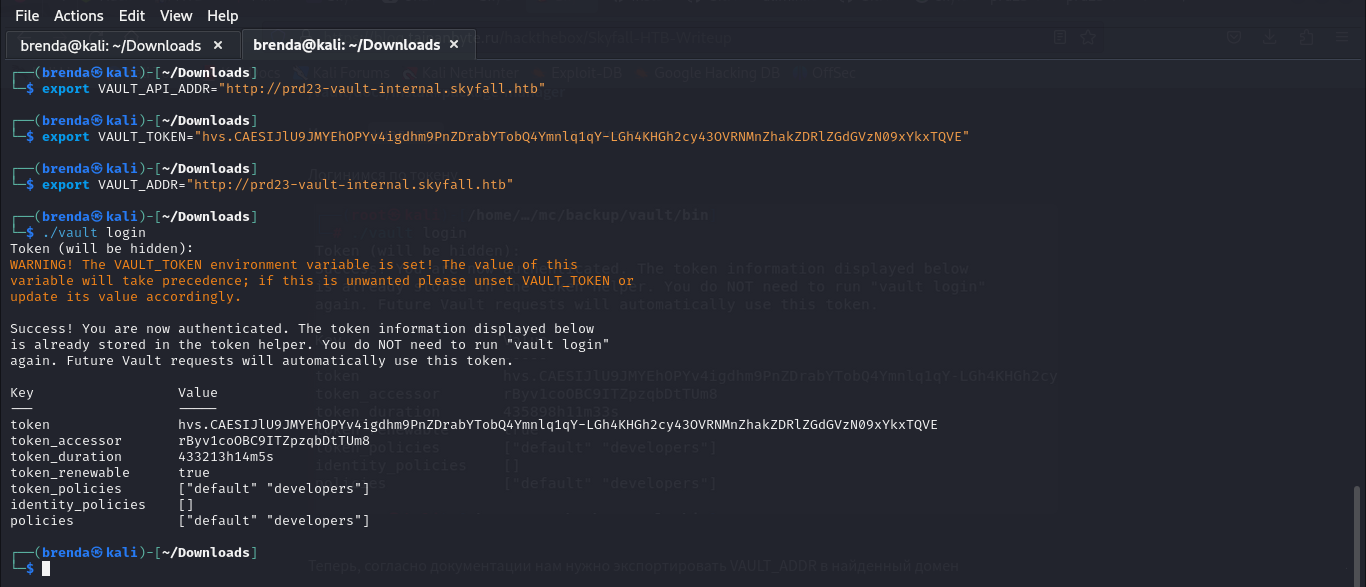 File Actions Edit View Help
brenda@kali: ~/Downloads × brenda@kali: ~/Downloads ×
┌──(brenda㉿kali)-[~/Downloads]
└─$ export VAULT_API_ADDR="http://prd23-vault-internal.skyfall.htb"
┌──(brenda㉿kali)-[~/Downloads]
└─$ export VAULT_TOKEN="hvs.CAESIJlU9JMYEhOPYv4igdhm9PnZDrabYTobQ4Ymnlq1qY-LGh4KHGh2cy43OVRNMnZhakZDRlZGdGVzN09xYkxTQVE"
┌──(brenda㉿kali)-[~/Downloads]
└─$ export VAULT_ADDR="http://prd23-vault-internal.skyfall.htb"
┌──(brenda㉿kali)-[~/Downloads]
└─$ ./vault login
Token (will be hidden):
WARNING! The VAULT_TOKEN environment variable is set! The value of this
variable will take precedence; if this is unwanted please unset VAULT_TOKEN or
update its value accordingly.
Success! You are now authenticated. The token information displayed below
is already stored in the token helper. You do NOT need to run "vault login"
again. Future Vault requests will automatically use this token.
Key Value
--- -----
token hvs.CAESIJlU9JMYEhOPYv4igdhm9PnZDrabYTobQ4Ymnlq1qY-LGh4KHGh2cy43OVRNMnZhakZDRlZGdGVzN09xYkxTQVE
token_accessor rByv1coOBC9ITZpzqbDtTUm8
token_duration 433213h14m5s
token_renewable true
token_policies ["default" "developers"]
identity_policies []
policies ["default" "developers"]
┌──(brenda㉿kali)-[~/Downloads]
└─$
Теперь, согласно документации нам нужно экспортировать VAULT_ADDR в найденный домен